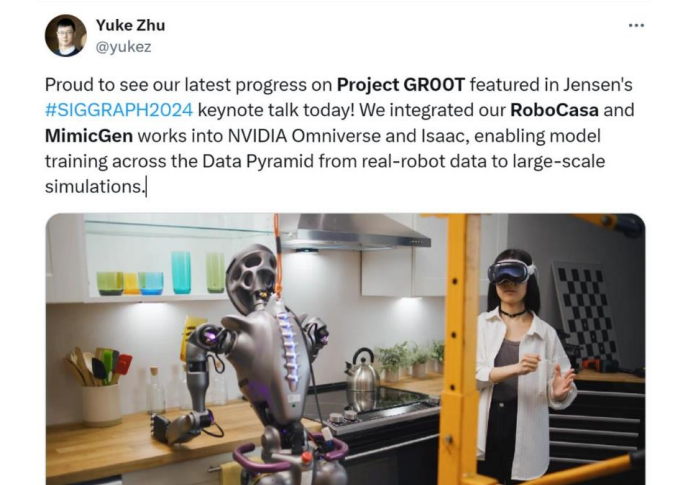 Yuke Zhu
@yukez
Proud to see our latest progress on Project GR00T featured in Jensen's
#SIGGRAPH2024 keynote talk today! We integrated our RoboCasa and
MimicGen works into NVIDIA Omniverse and Isaac, enabling model
training across the Data Pyramid from real-robot data to large-scale
simulations.